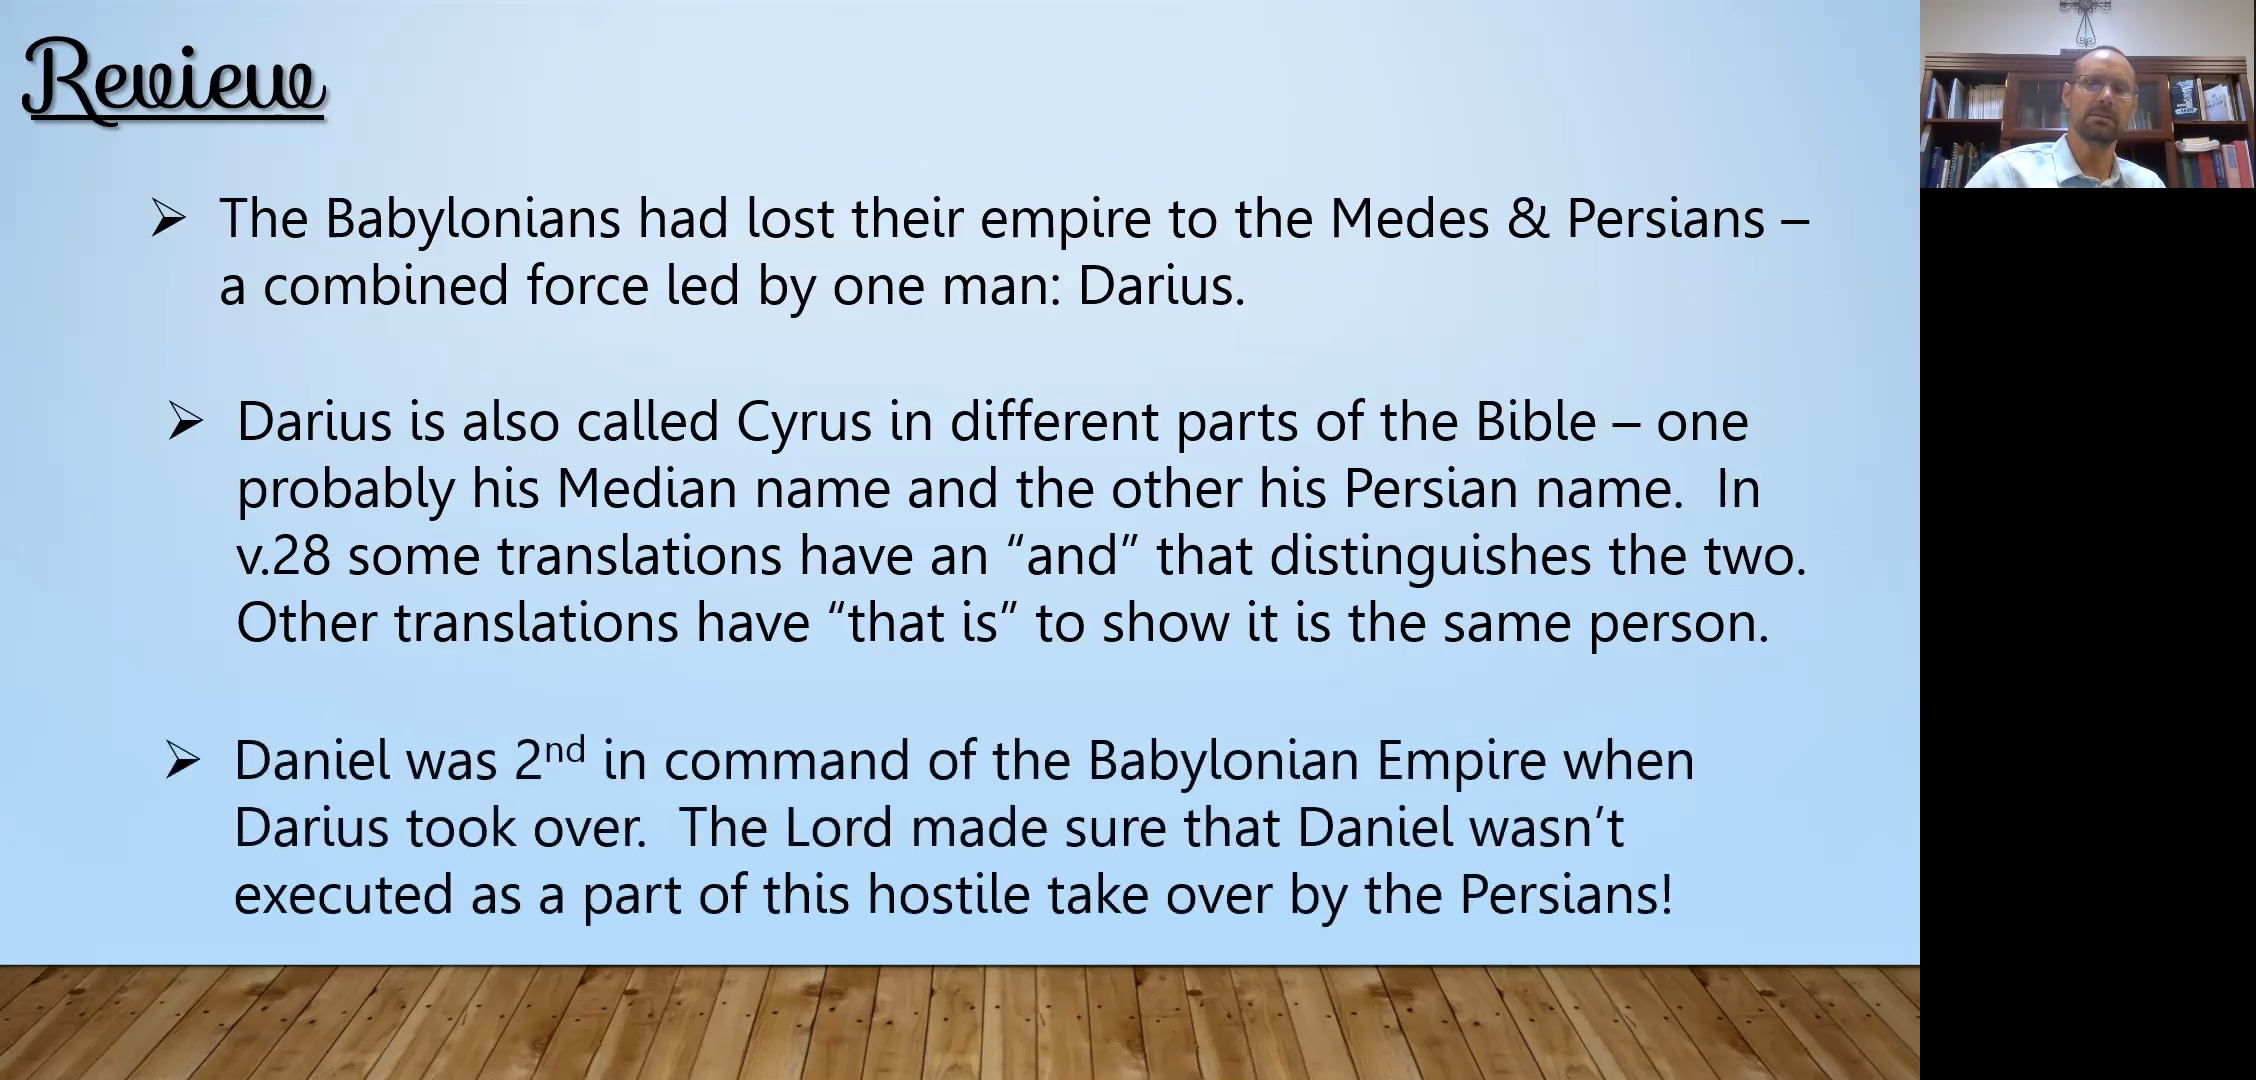 Review
➢ The Babylonians had lost their empire to the Medes & Persians –
a combined force led by one man: Darius.
➢ Darius is also called Cyrus in different parts of the Bible – one
probably his Median name and the other his Persian name.  In
v.28 some translations have an “and” that distinguishes the two.
Other translations have “that is” to show it is the same person.
➢ Daniel was 2nd in command of the Babylonian Empire when
Darius took over.  The Lord made sure that Daniel wasn’t
executed as a part of this hostile take over by the Persians!